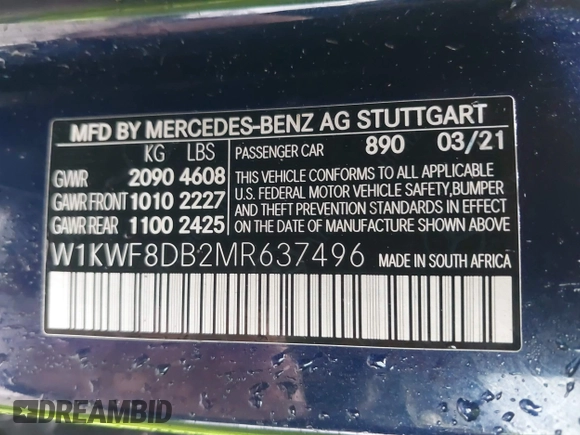 MFD BY MERCEDES-BENZ AG STUTTGART
KG LBS
GVWR 2090 4608
GAWR FRONT 1010 2227
GAWR REAR 1100 2425
PASSENGER CAR 890 03/21
THIS VEHICLE CONFORMS TO ALL APPLICABLE
U.S. FEDERAL MOTOR VEHICLE SAFETY, BUMPER
AND THEFT PREVENTION STANDARDS IN EFFECT
ON THE DATE OF MANUFACTURE SHOWN ABOVE.
W1KWF8DB2MR637496 MADE IN SOUTH AFRICA
DREAMBID